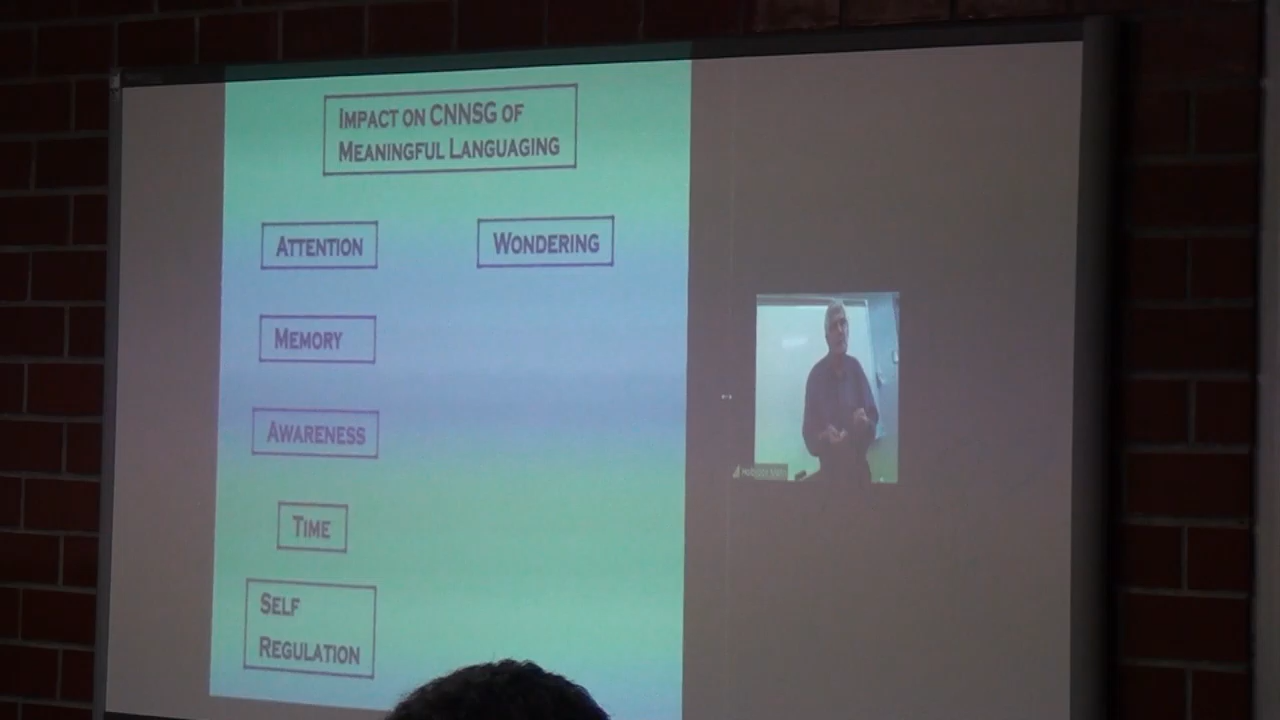 IMPACT ON CNNSG OF
MEANINGFUL LANGUAGING
ATTENTION
WONDERING
MEMORY
AWARENESS
TIME
SELF
REGULATION